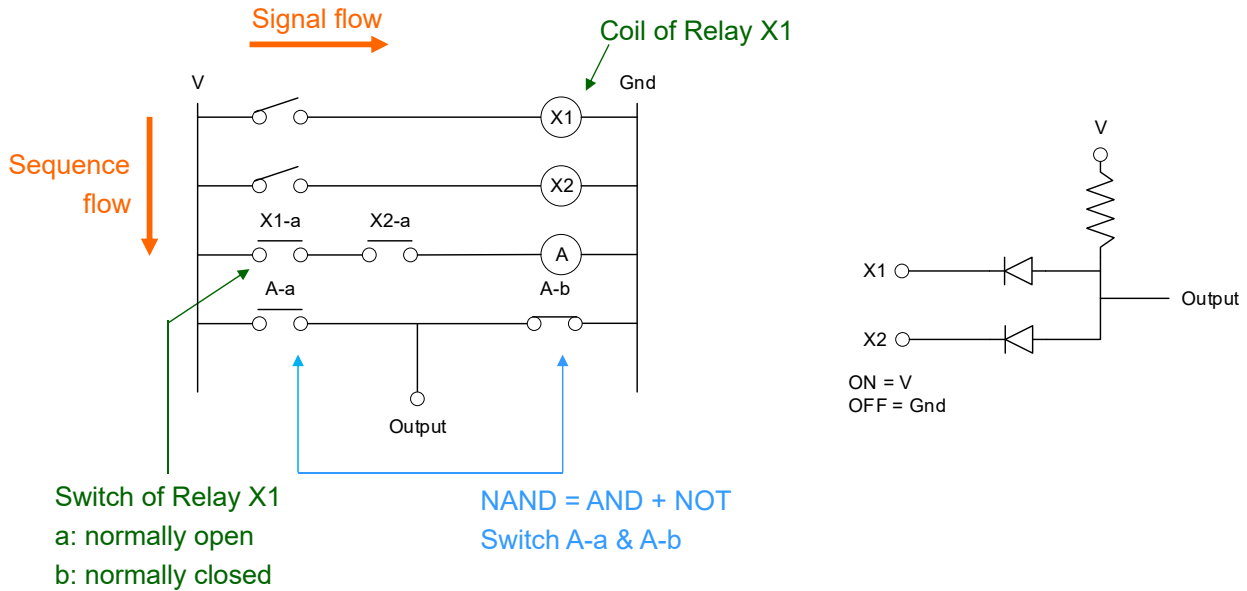 Signal flow
Coil of Relay X1
V
Gnd
X1
Sequence
flow
X2
X1-a
X2-a
A
A-a
A-b
Output
Switch of Relay X1
a: normally open
b: normally closed
NAND = AND + NOT
Switch A-a & A-b
V
X1
Output
X2
ON = V
OFF = Gnd